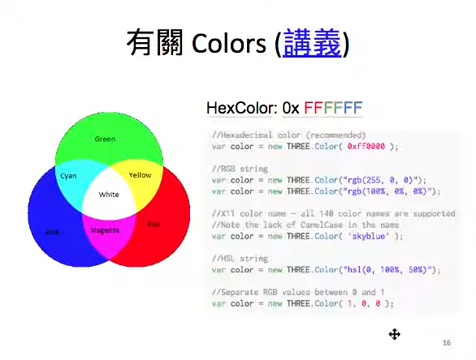 有關 Colors (講義)
HexColor: 0x FFFFFF
Green
Cyan
Yellow
White
Blue
Magenta
Red
//Hexadecimal color (recommended)
var color = new THREE.Color( 0xff0000 );
//RGB string
var color = new THREE.Color("rgb(255, 0, 0)");
var color = new THREE.Color("rgb(100%, 0%, 0%)");
//X11 color name - all 140 color names are supported
//Note the lack of CamelCase in the name
var color = new THREE.Color( 'skyblue' );
//HSL string
var color = new THREE.Color("hsl(0, 100%, 50%)");
//Separate RGB values between 0 and 1
var color = new THREE.Color( 1, 0, 0 );
16